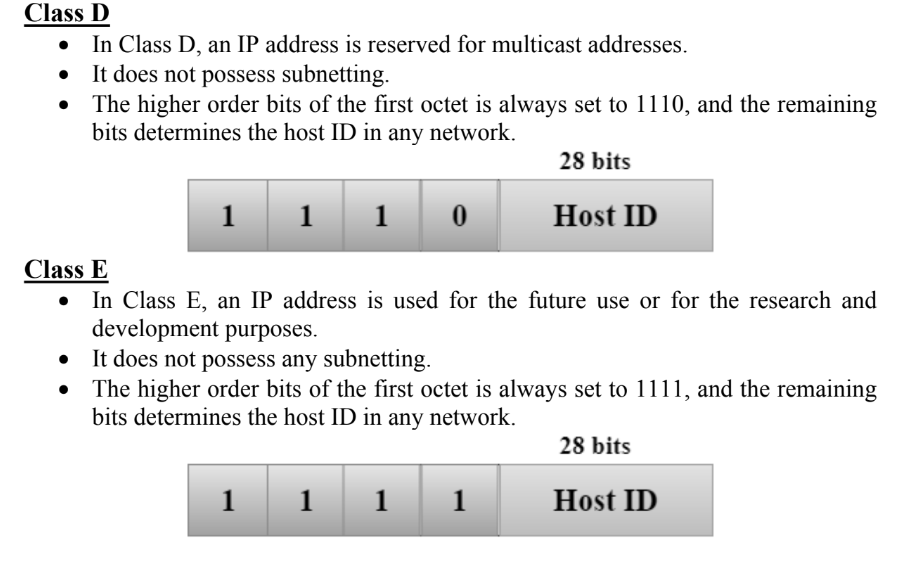 Class D
• In Class D, an IP address is reserved for multicast addresses.
• It does not possess subnetting.
• The higher order bits of the first octet is always set to 1110, and the remaining
bits determines the host ID in any network.
28 bits
1 1 1 0 Host ID
Class E
• In Class E, an IP address is used for the future use or for the research and
development purposes.
• It does not possess any subnetting.
• The higher order bits of the first octet is always set to 1111, and the remaining
bits determines the host ID in any network.
28 bits
1 1 1 1 Host ID